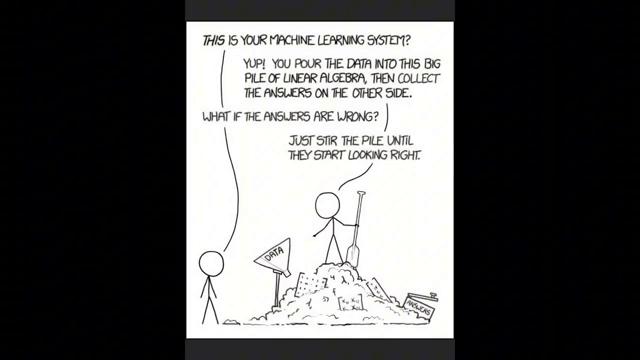 THIS IS YOUR MACHINE LEARNING SYSTEM?
YUP! YOU POUR THE DATA INTO THIS BIG
PILE OF LINEAR ALGEBRA, THEN COLLECT
THE ANSWERS ON THE OTHER SIDE.
WHAT IF THE ANSWERS ARE WRONG?
JUST STIR THE PILE UNTIL
THEY START LOOKING RIGHT.
DATA
ANSWERS